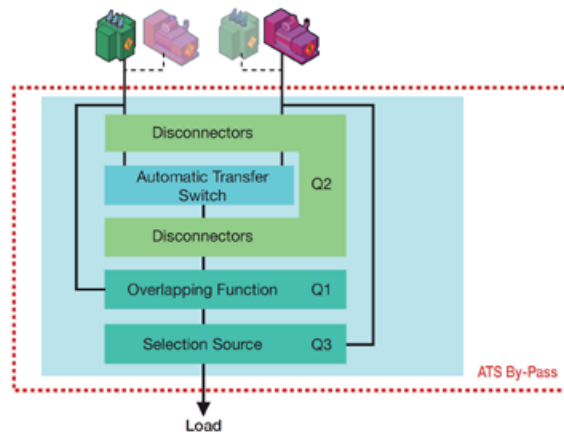 Disconnectors
Automatic Transfer
Switch
Q2
Disconnectors
Overlapping Function Q1
Selection Source Q3
ATS By-Pass
Load